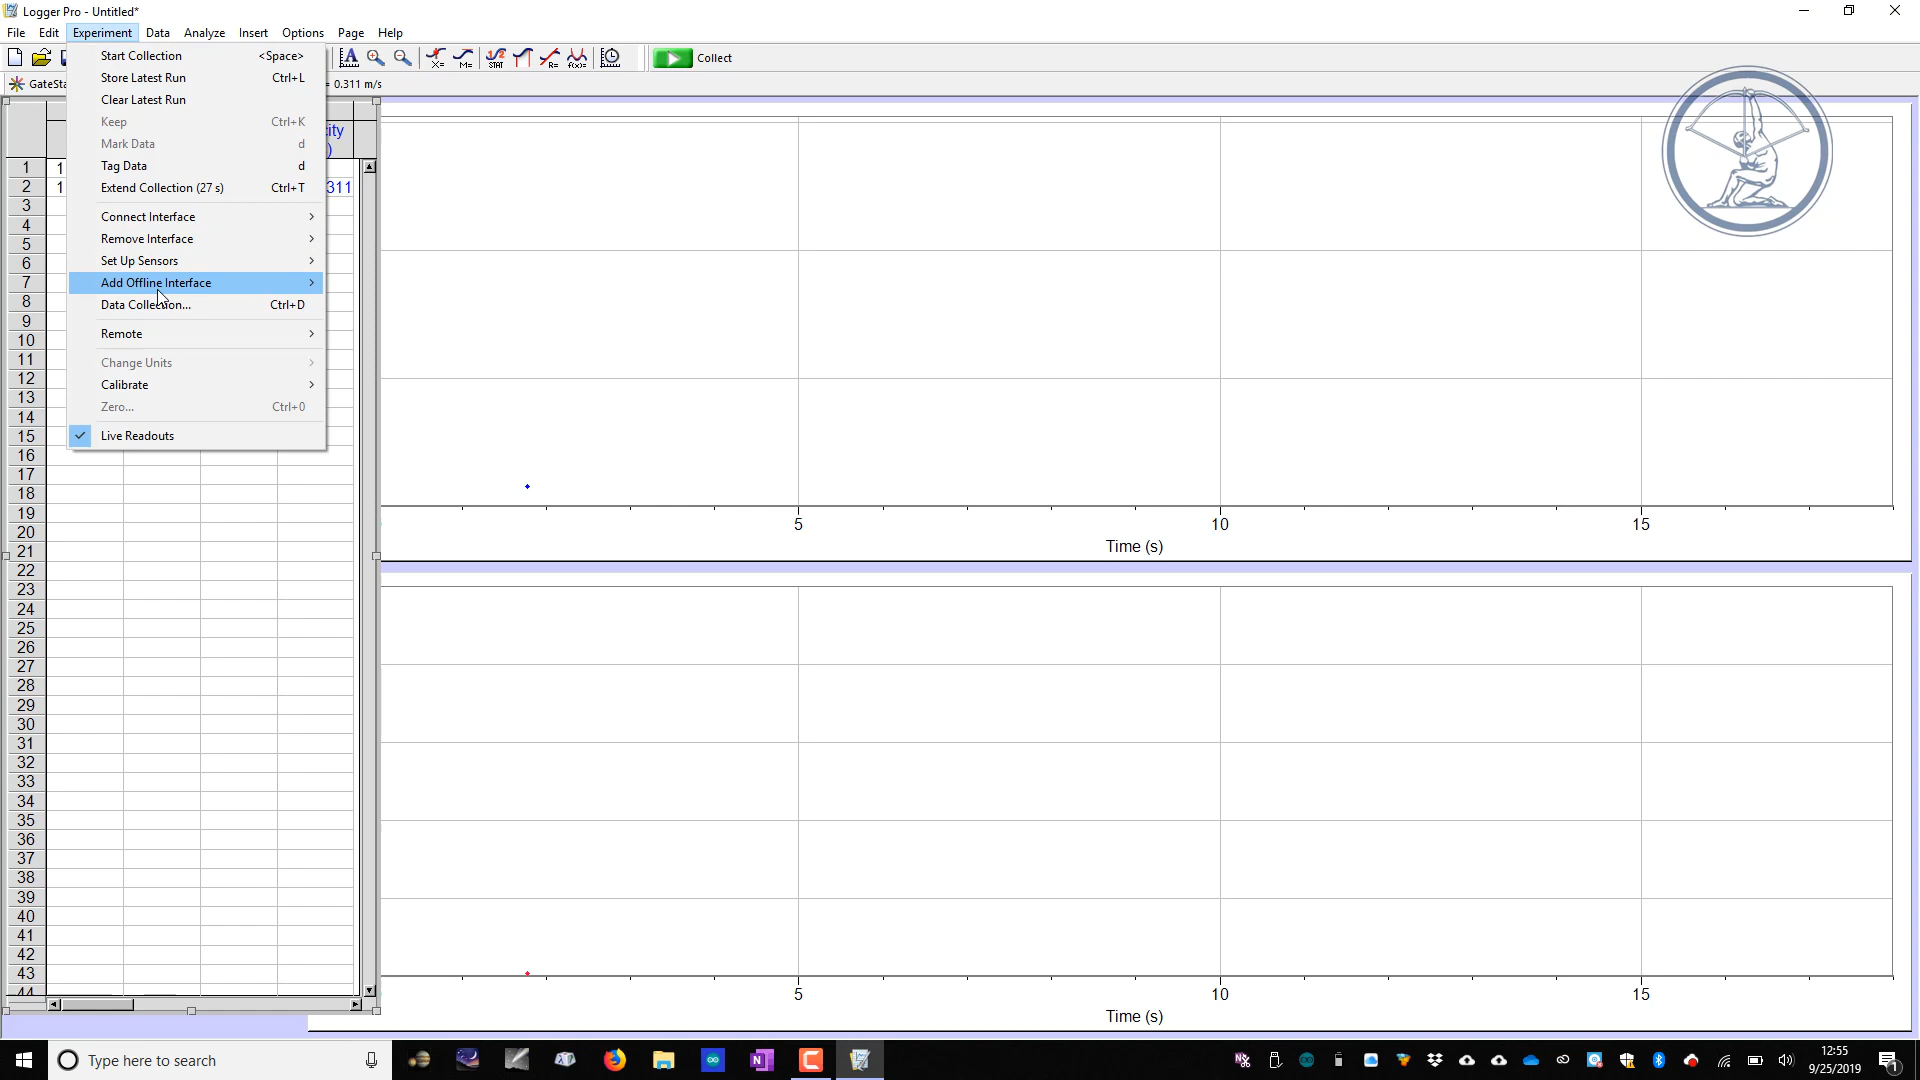 Logger Pro - Untitled*
File Edit Experiment Data Analyze Insert Options Page Help
Start Collection <Space>
Store Latest Run Ctrl+L
Clear Latest Run
Keep Ctrl+K
Mark Data d
Tag Data d
Extend Collection (27 s) Ctrl+T
Connect Interface
Remove Interface
Set Up Sensors
Add Offline Interface
Data Collection... Ctrl+D
Remote
Change Units
Calibrate
Zero... Ctrl+0
Live Readouts
Collect
= 0.311 m/s
1 1
2 1 311
3
4
5
6
7
8
9
10
11
12
13
14
15
16
17
18
19
20
21
22
23
24
25
26
27
28
29
30
31
32
33
34
35
36
37
38
39
40
41
42
43
44
5 10 15
Time (s)
5 10 15
Time (s)
Type here to search
12:55
9/25/2019